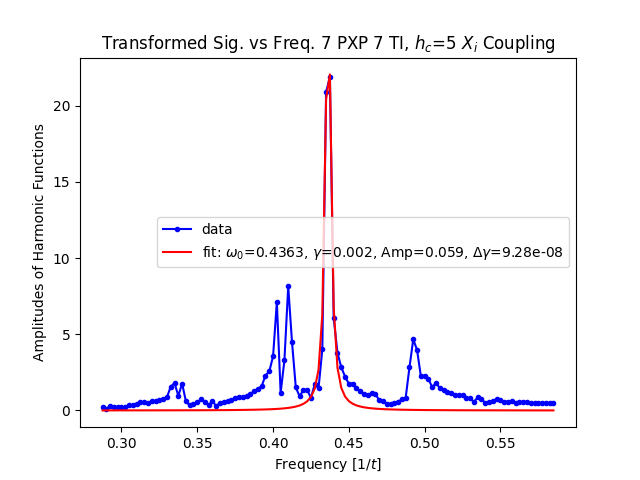 Transformed Sig. vs Freq. 7 PXP 7 TI, $h_c$=5 $X_i$ Coupling
Amplitudes of Harmonic Functions
20
15
10
5
0
data
fit: $\omega_0$=0.4363, $\gamma$=0.002, Amp=0.059, $\Delta\gamma$=9.28e-08
0.30 0.35 0.40 0.45 0.50 0.55
Frequency [1/$t$]